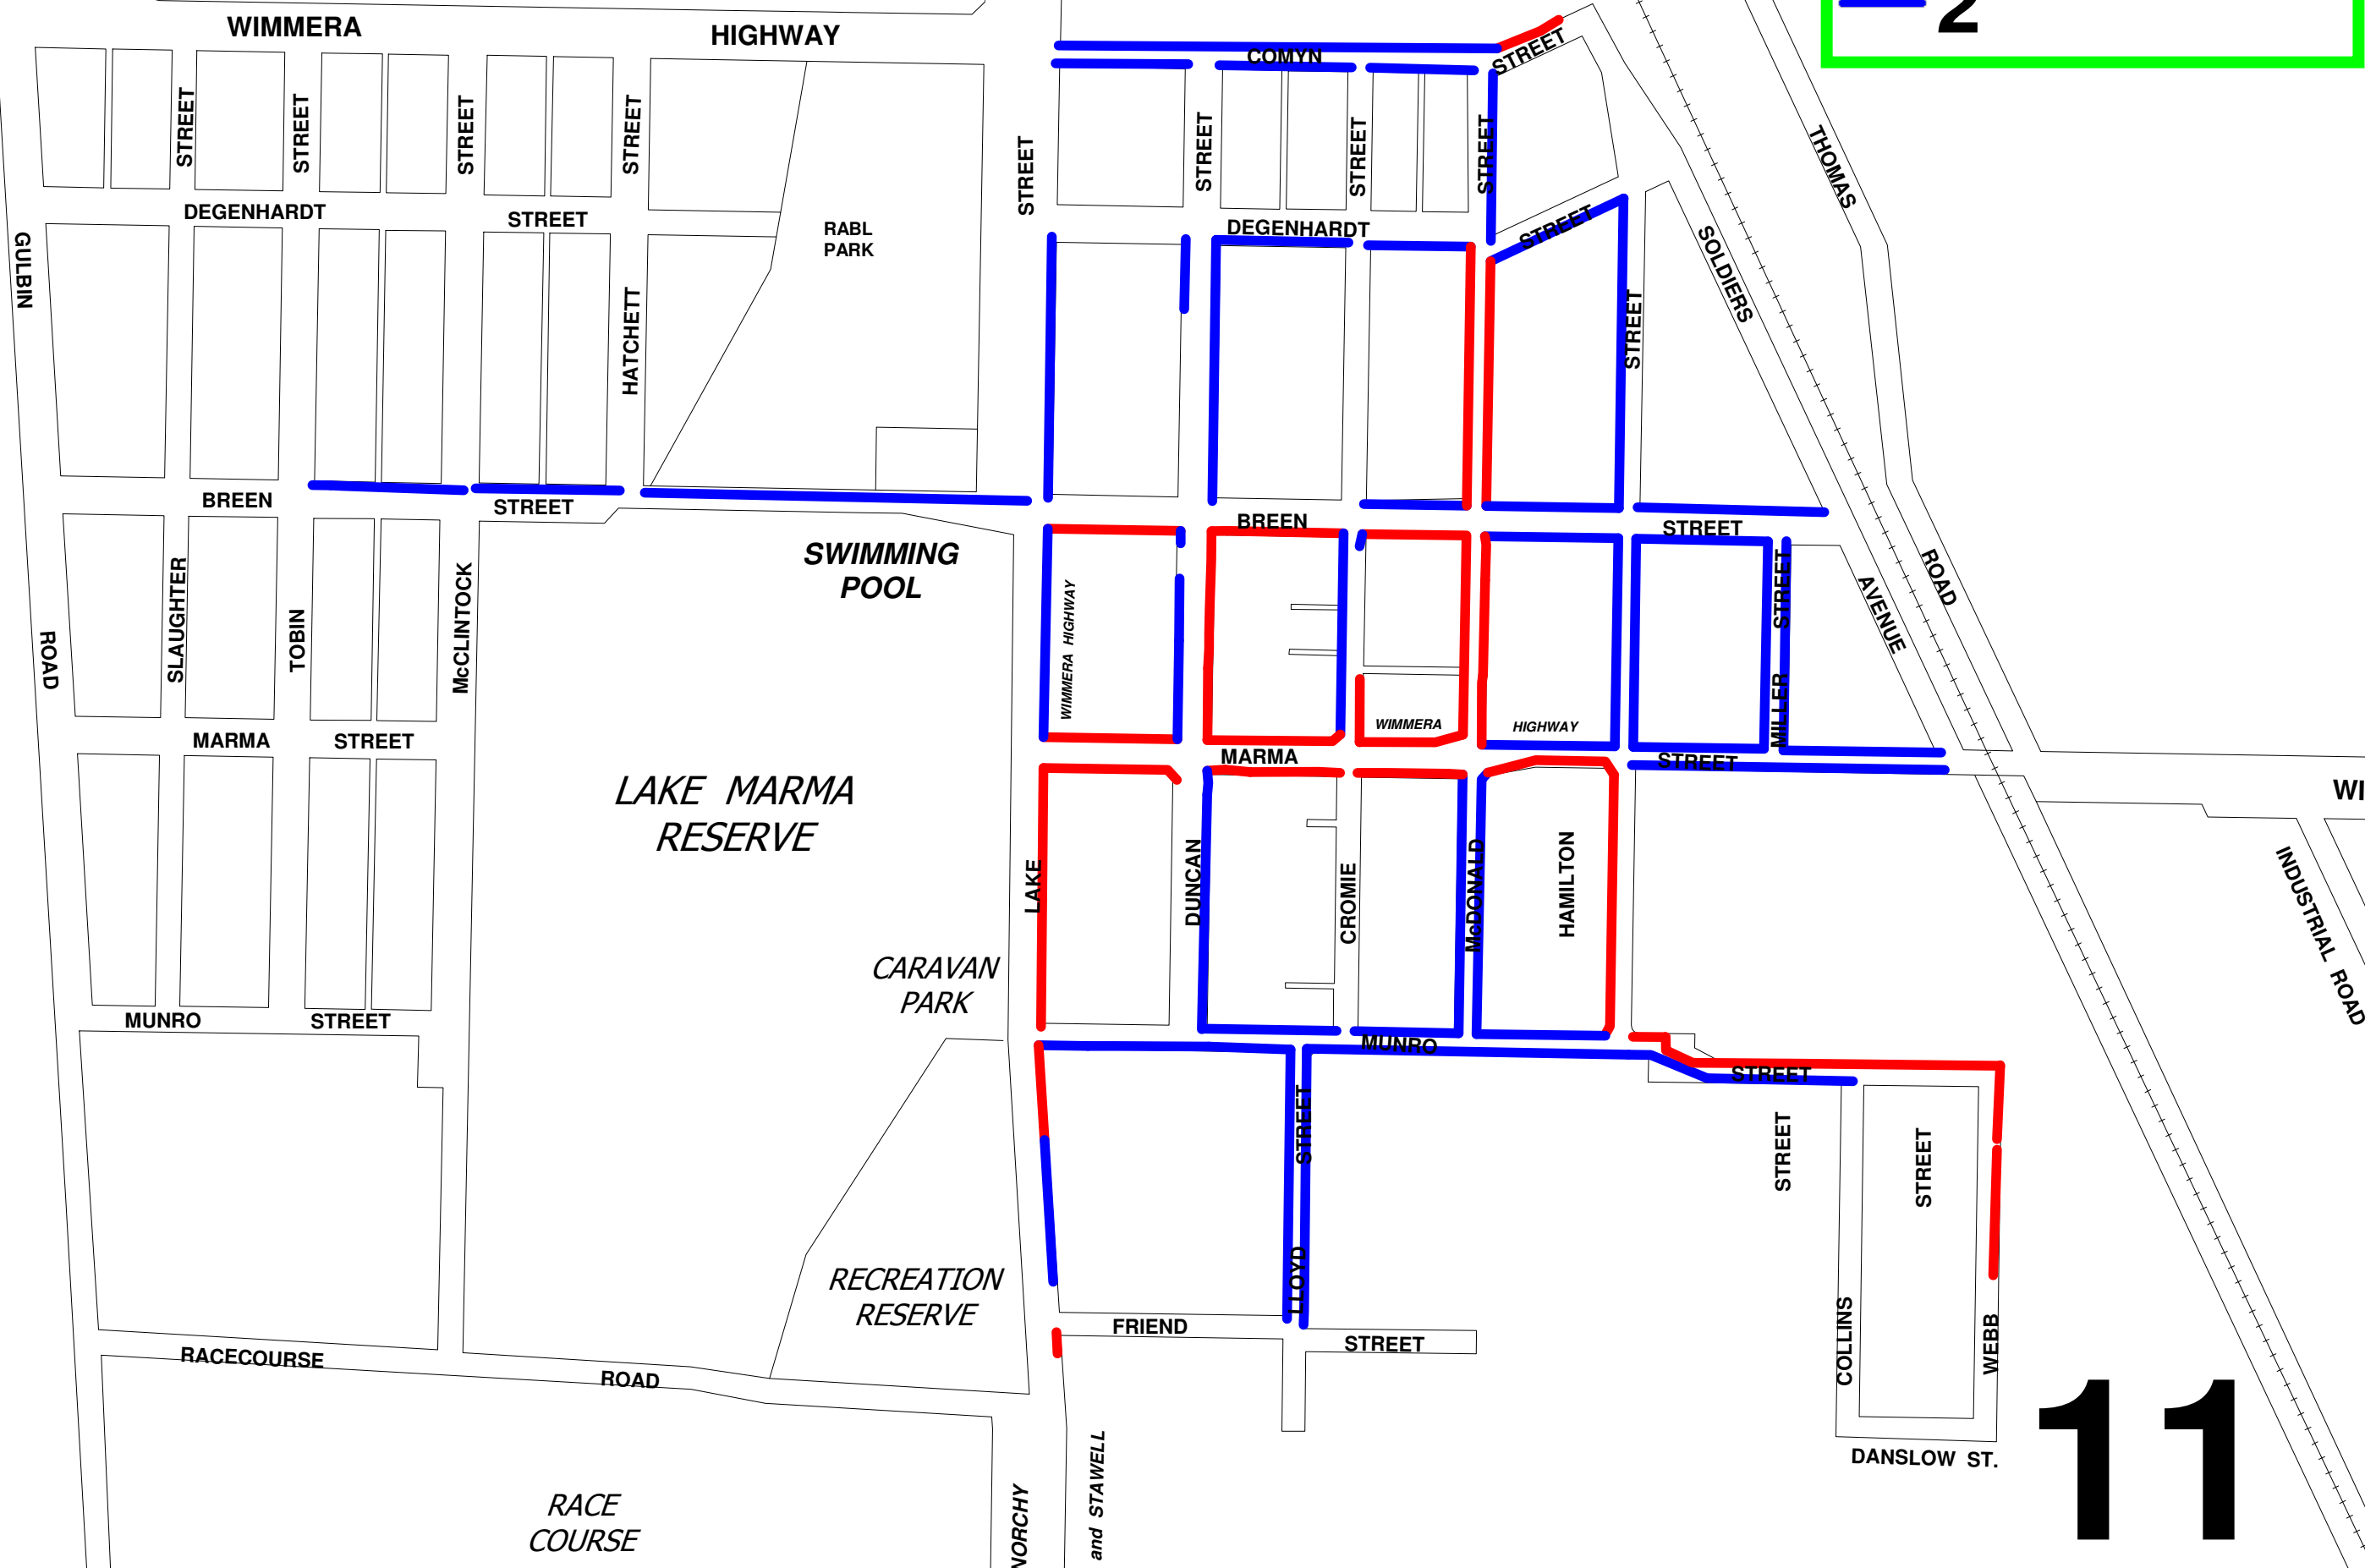 2
WIMMERA
HIGHWAY
COMYN
STREET
STREET
STREET
STREET
STREET
STREET
STREET
STREET
STREET
THOMAS
DEGENHARDT
STREET
RABL
PARK
DEGENHARDT
STREET
GULBIN
HATCHETT
SOLDIERS
STREET
BREEN
STREET
BREEN
STREET
SWIMMING
POOL
WIMMERA HIGHWAY
STREET
AVENUE
ROAD
ROAD
SLAUGHTER
TOBIN
McCLINTOCK
WIMMERA
HIGHWAY
MILLER
MARMA
STREET
MARMA
STREET
LAKE MARMA
RESERVE
WI
LAKE
DUNCAN
CROMIE
McDONALD
HAMILTON
INDUSTRIAL ROAD
CARAVAN
PARK
MUNRO
STREET
MUNRO
STREET
STREET
STREET
STREET
LLOYD
RECREATION
RESERVE
FRIEND
STREET
COLLINS
WEBB
RACECOURSE
ROAD
DANSLOW ST.
11
RACE
COURSE
NORCHY
and STAWELL